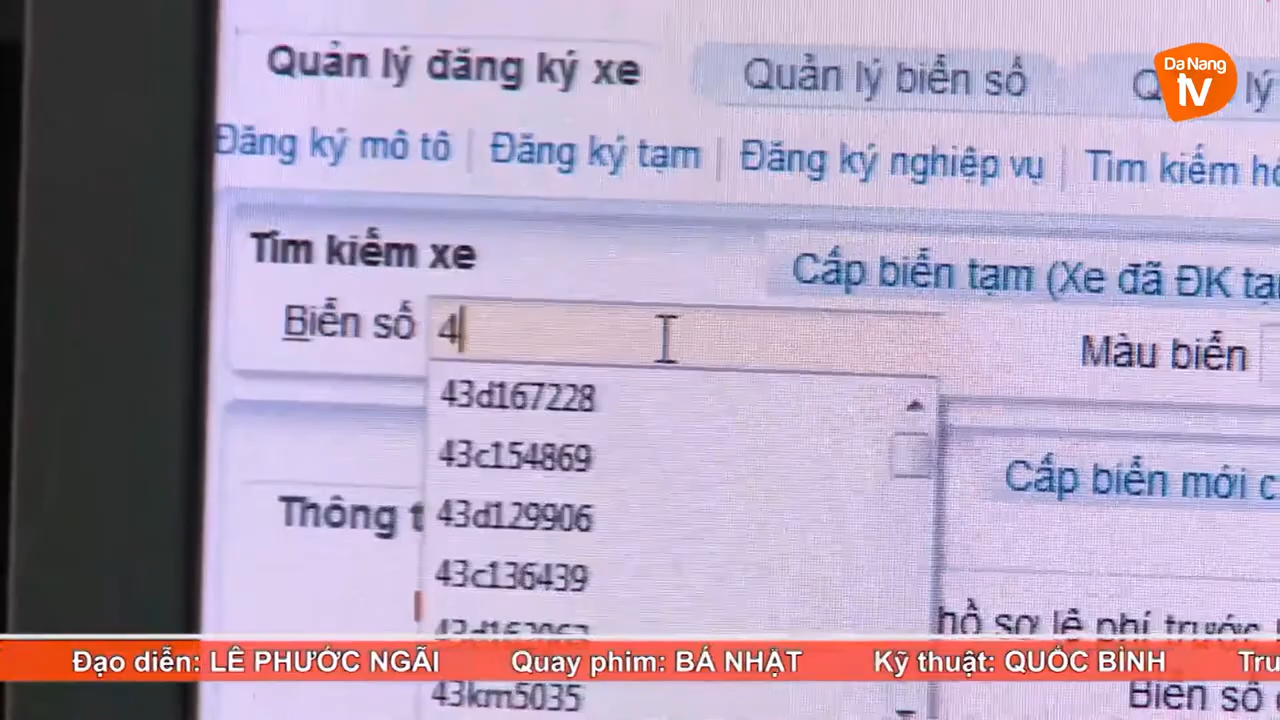 Quản lý đăng ký xe
Quản lý biển số
lý
Da Nang
tv
Đăng ký mô tô
Đăng ký tạm
Đăng ký nghiệp vụ
Tìm kiếm
Tìm kiếm xe
Cấp biển tạm (Xe đã ĐK
Biển số 4
Màu biển
43d167228
43c154869
Cấp biển mới
Thông
43d129906
43c136439
hồ sơ lệ phí trước
Đạo diễn: LÊ PHƯỚC NGÃI
Quay phim: BÁ NHẬT
Kỹ thuật: QUỐC BÌNH
43km5035
Biển số